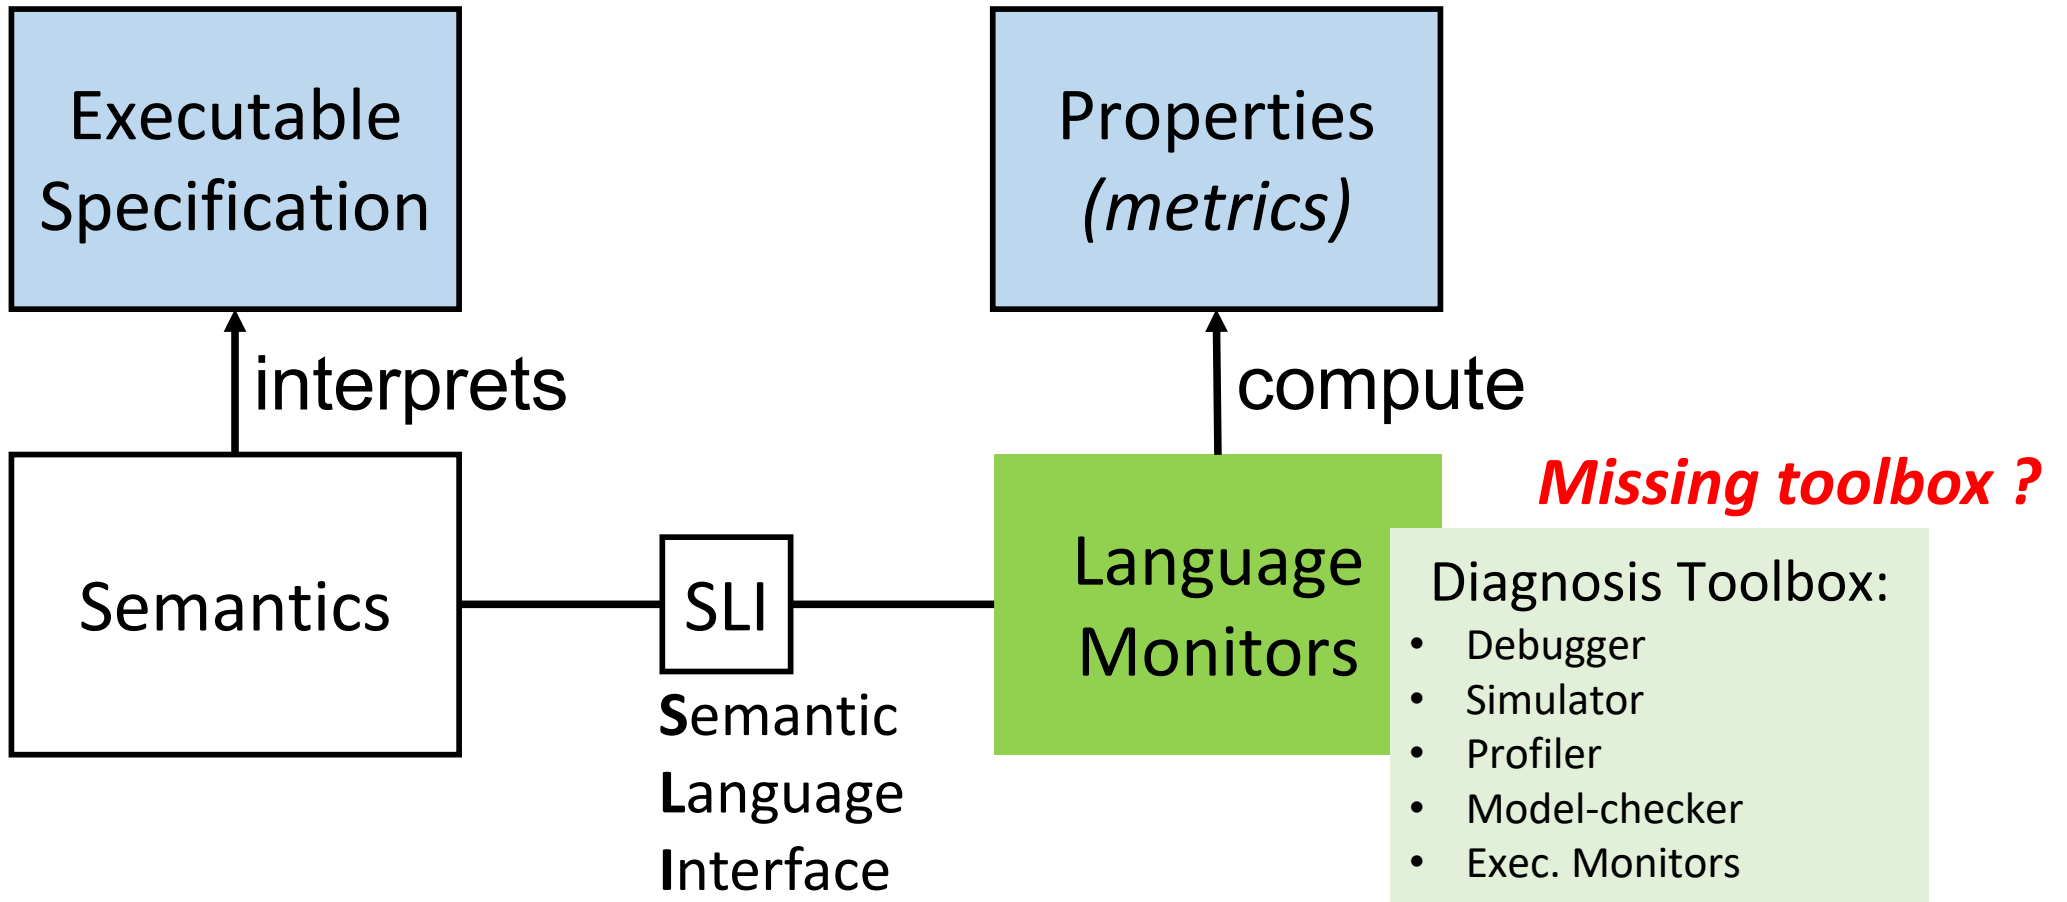 Executable
Specification
Properties
(metrics)
interprets
compute
Semantics
SLI
Semantic
Language
Interface
Language
Monitors
Missing toolbox ?
Diagnosis Toolbox:
• Debugger
• Simulator
• Profiler
• Model-checker
• Exec. Monitors